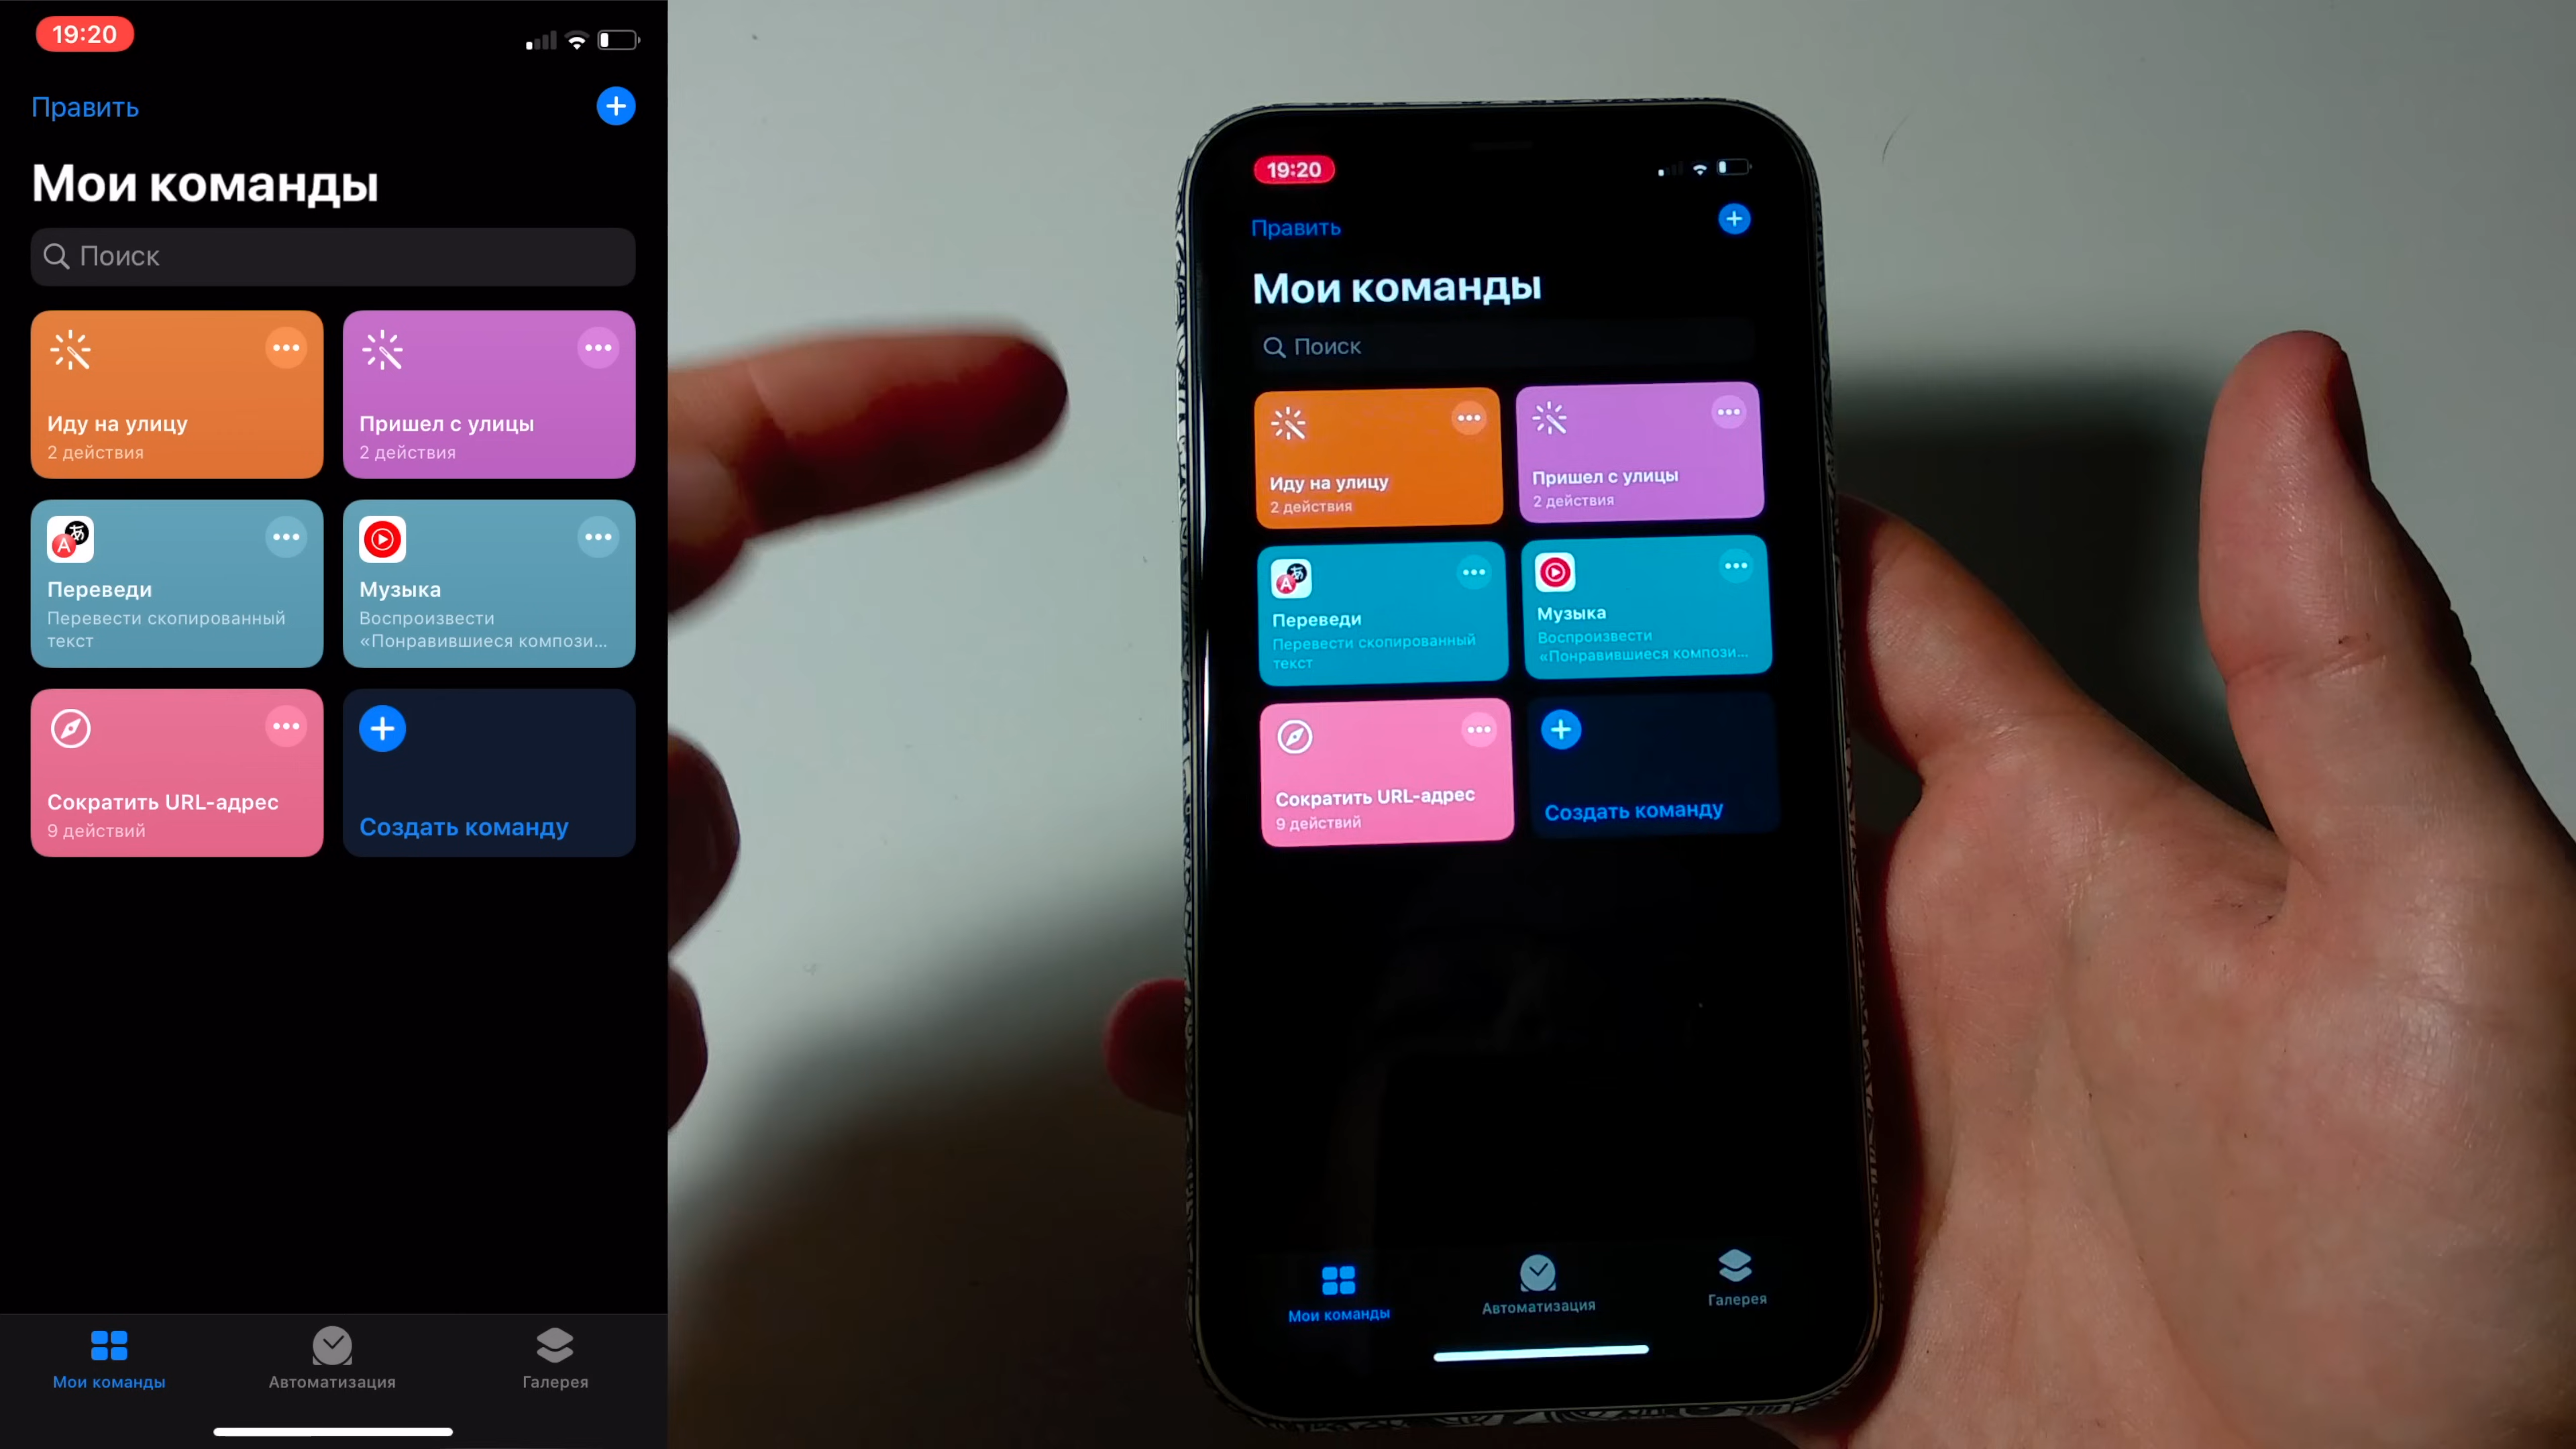 19:20
Править
Мои команды
Поиск
Иду на улицу
2 действия
Пришел с улицы
2 действия
Переведи
Перевести скопированный
текст
Музыка
Воспроизвести
«Понравившиеся компози...
Сократить URL-адрес
9 действий
Создать команду
Мои команды
Автоматизация
Галерея
19:20
Править
Мои команды
Поиск
Иду на улицу
2 действия
Пришел с улицы
2 действия
Переведи
Перевести скопированный
текст
Музыка
Воспроизвести
«Понравившиеся компози...
Сократить URL-адрес
9 действий
Создать команду
Мои команды
Автоматизация
Галерея